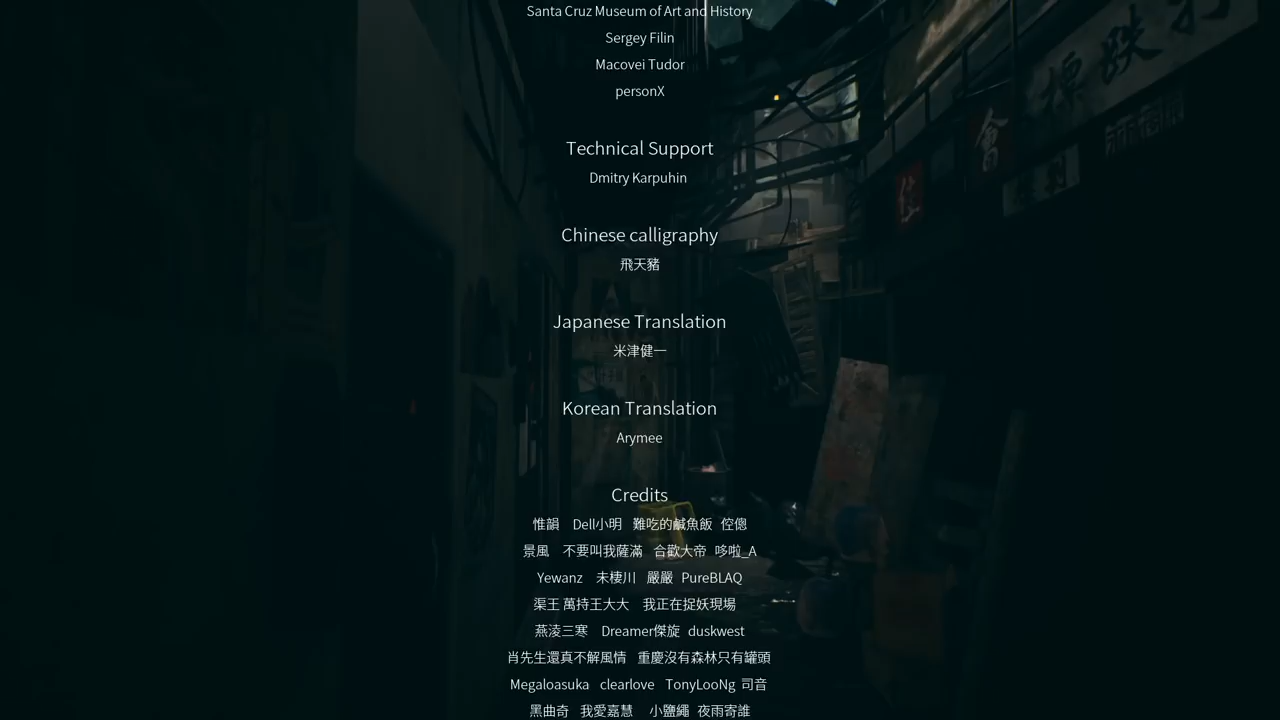 Santa Cruz Museum of Art and History
Sergey Filin
Macovei Tudor
personX
Technical Support
Dmitry Karpuhin
Chinese calligraphy
飛天豬
Japanese Translation
米津健一
Korean Translation
Arymee
Credits
惟韻 Dell小明 難吃的鹹魚飯 倥傯
景風 不要叫我薩滿 合歡大帝 哆啦_A
Yewanz 未棲川 嚴嚴 PureBLAQ
渠王 萬持王大大 我正在捉妖現場
燕淩三寒 Dreamer傑旋 duskwest
肖先生還真不解風情 重慶沒有森林只有罐頭
Megaloasuka clearlove TonyLooNg 司音
黑曲奇 我愛嘉慧 小鹽繩 夜雨寄誰
會